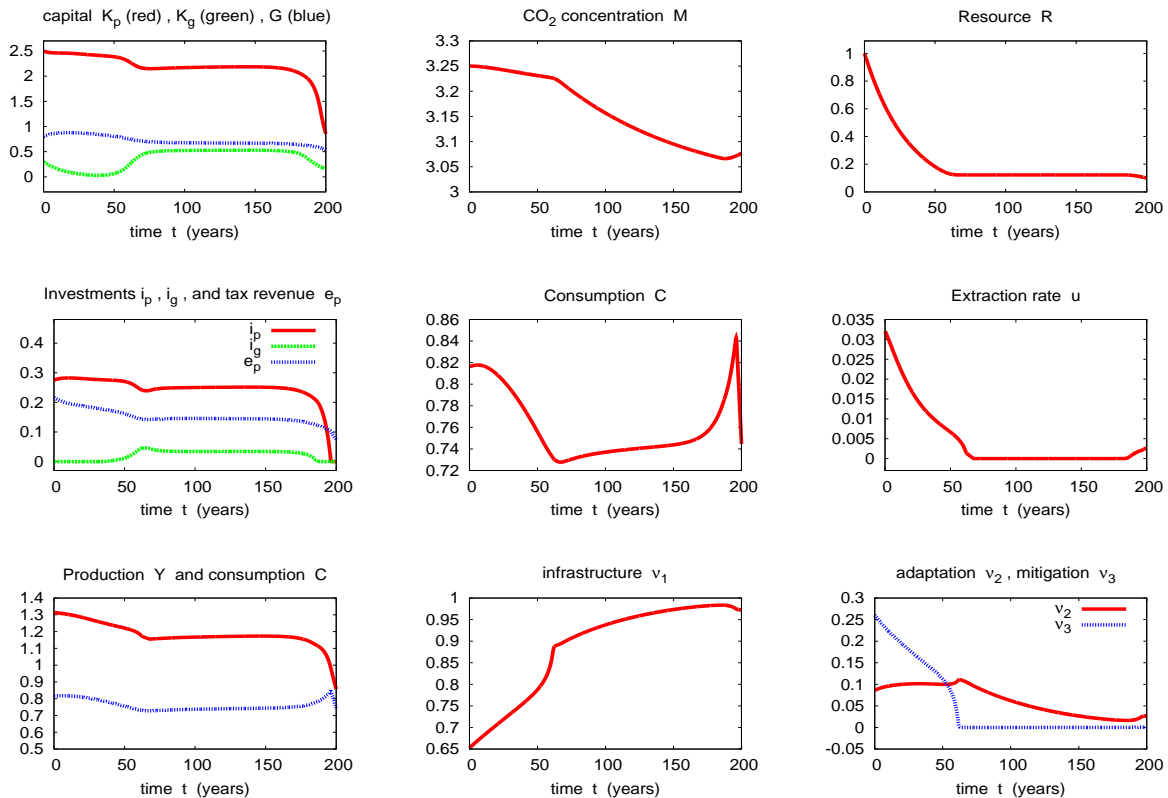 capital K_p (red) , K_g (green) , G (blue)
2.5
2
1.5
1
0.5
0
0 50 100 150 200
time t (years)
CO₂ concentration M
3.3
3.25
3.2
3.15
3.1
3.05
3
0 50 100 150 200
time t (years)
Resource R
1
0.8
0.6
0.4
0.2
0
0 50 100 150 200
time t (years)
Investments i_p , i_g , and tax revenue e_p
i_p
i_g
e_p
0.4
0.3
0.2
0.1
0
0 50 100 150 200
time t (years)
Consumption C
0.86
0.84
0.82
0.8
0.78
0.76
0.74
0.72
0 50 100 150 200
time t (years)
Extraction rate u
0.035
0.03
0.025
0.02
0.015
0.01
0.005
0
0 50 100 150 200
time t (years)
Production Y and consumption C
1.4
1.3
1.2
1.1
1
0.9
0.8
0.7
0.6
0.5
0 50 100 150 200
time t (years)
infrastructure ν₁
1
0.95
0.9
0.85
0.8
0.75
0.7
0.65
0 50 100 150 200
time t (years)
adaptation ν₂ , mitigation ν₃
ν₂
ν₃
0.3
0.25
0.2
0.15
0.1
0.05
0
-0.05
0 50 100 150 200
time t (years)